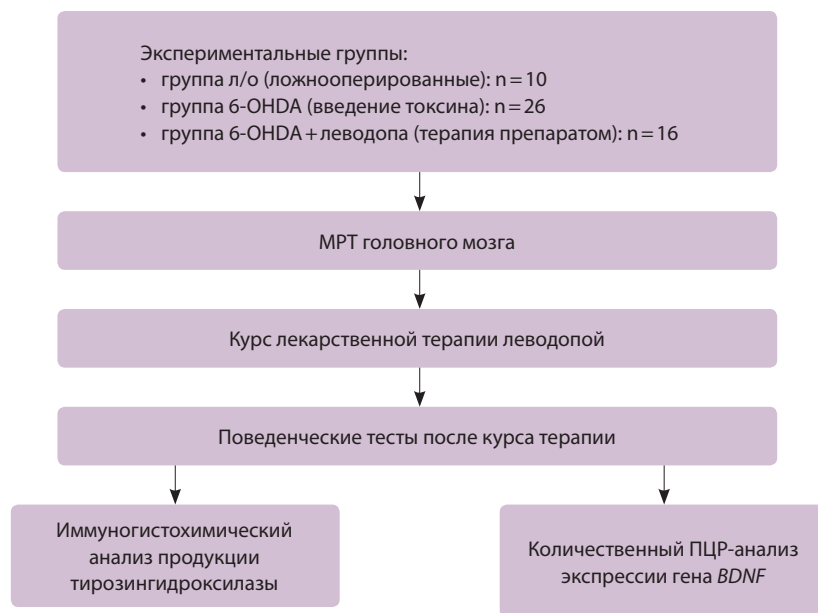 Экспериментальные группы:
• группа л/о (ложнооперированные): n = 10
• группа 6-OHDA (введение токсина): n = 26
• группа 6-OHDA + леводопа (терапия препаратом): n = 16
МРТ головного мозга
Курс лекарственной терапии леводопой
Поведенческие тесты после курса терапии
Иммуногистохимический
анализ продукции
тирозингидроксилазы
Количественный ПЦР-анализ
экспрессии гена BDNF